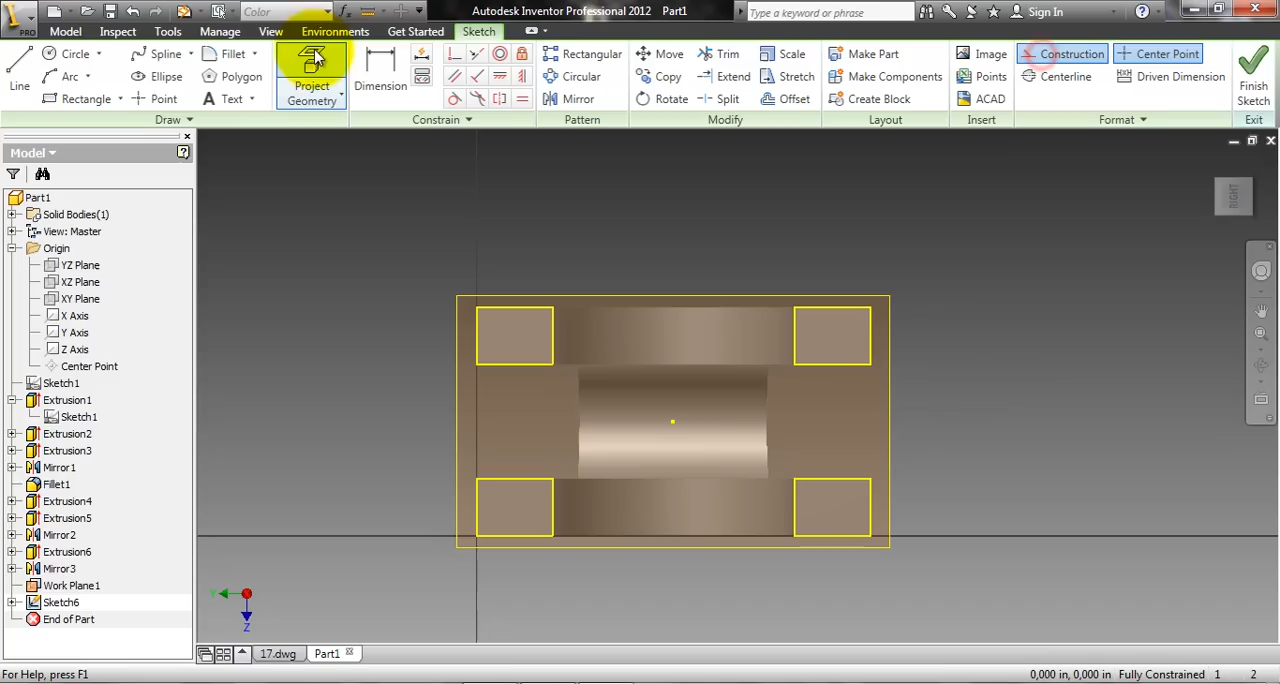 PRO
Color
Autodesk Inventor Professional 2012 Part1
Type a keyword or phrase
Sign In
Model Inspect Tools Manage View Environments Get Started Sketch
Line
Circle
Arc
Rectangle
Spline
Ellipse
Point
Fillet
Polygon
Text
Project
Geometry
Dimension
Rectangular
Circular
Mirror
Move
Copy
Rotate
Trim
Extend
Split
Scale
Stretch
Offset
Make Part
Make Components
Create Block
Image
Points
ACAD
Construction
Centerline
Center Point
Driven Dimension
Finish
Sketch
Draw Constrain Pattern Modify Layout Insert Format Exit
Model
Part1
Solid Bodies(1)
View: Master
Origin
YZ Plane
XZ Plane
XY Plane
X Axis
Y Axis
Z Axis
Center Point
Sketch1
Extrusion1
Sketch1
Extrusion2
Extrusion3
Mirror1
Fillet1
Extrusion4
Extrusion5
Mirror2
Extrusion6
Mirror3
Work Plane1
Sketch6
End of Part
RIGHT
Y
Z
17.dwg Part1
For Help, press F1
0,000 in, 0,000 in Fully Constrained 1 2